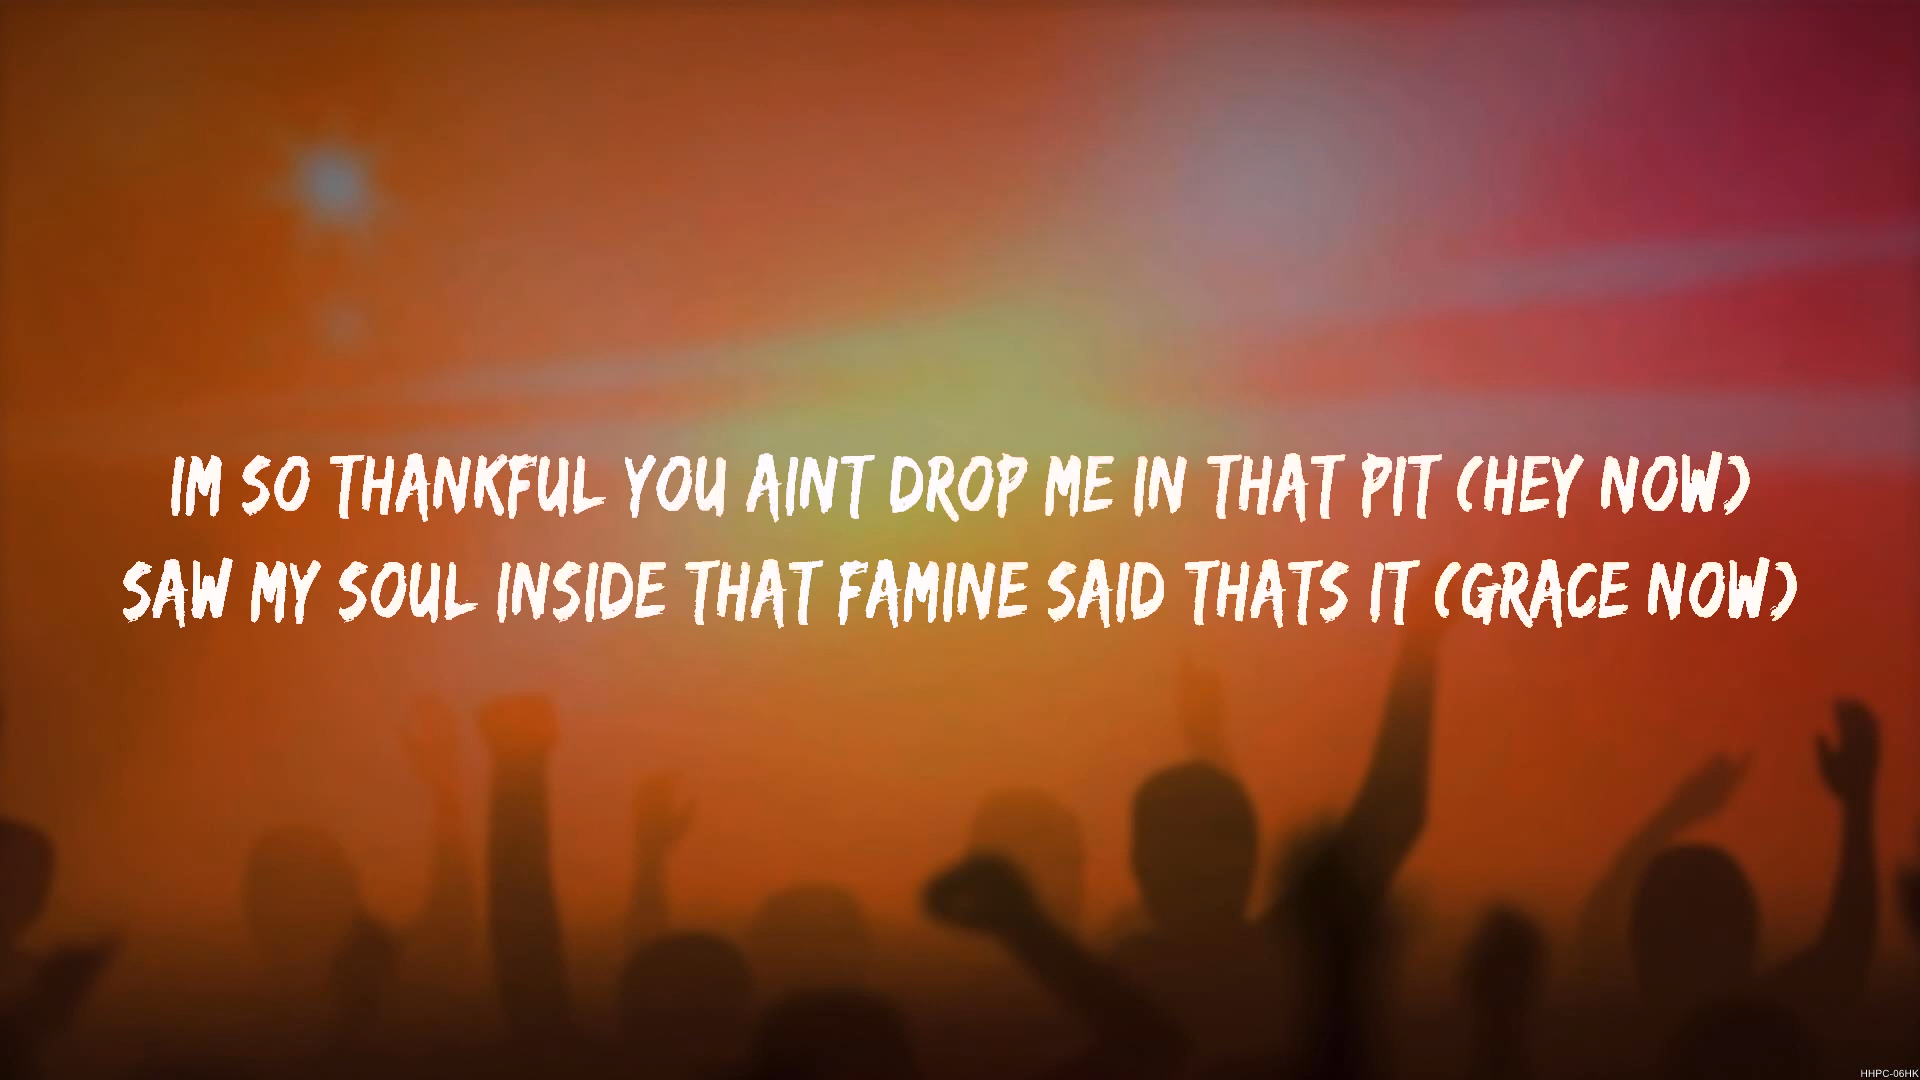 IM SO THANKFUL YOU AINT DROP ME IN THAT PIT (HEY NOW)
SAW MY SOUL INSIDE THAT FAMINE SAID THATS IT (GRACE NOW)
HHPC-06HK